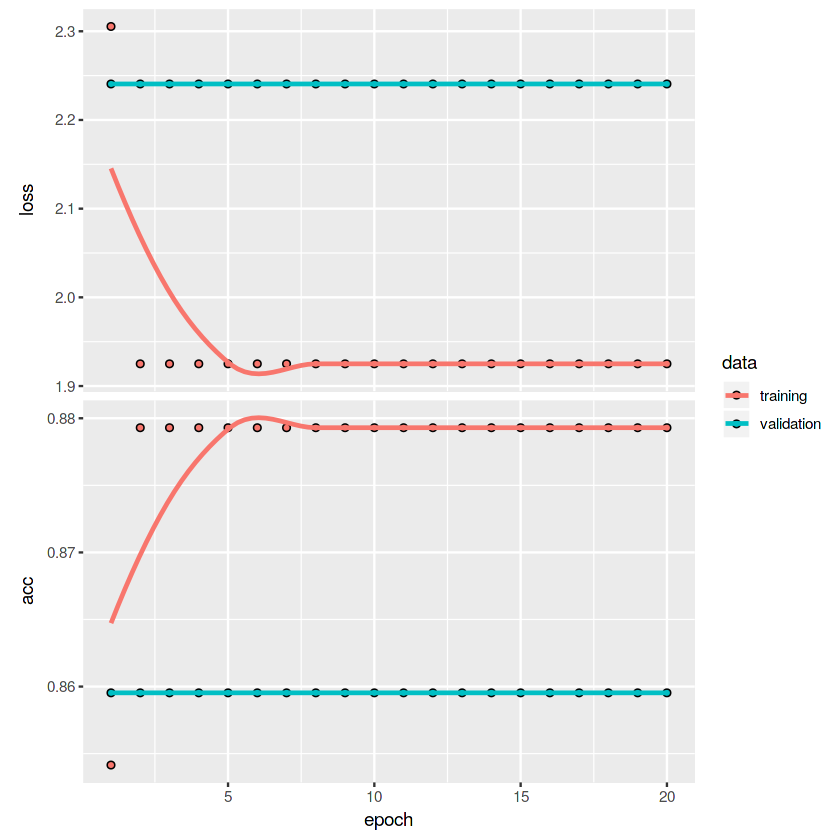 2.3
2.2
2.1
2.0
1.9
loss
0.88
0.87
0.86
acc
5 10 15 20
epoch
data
training
validation